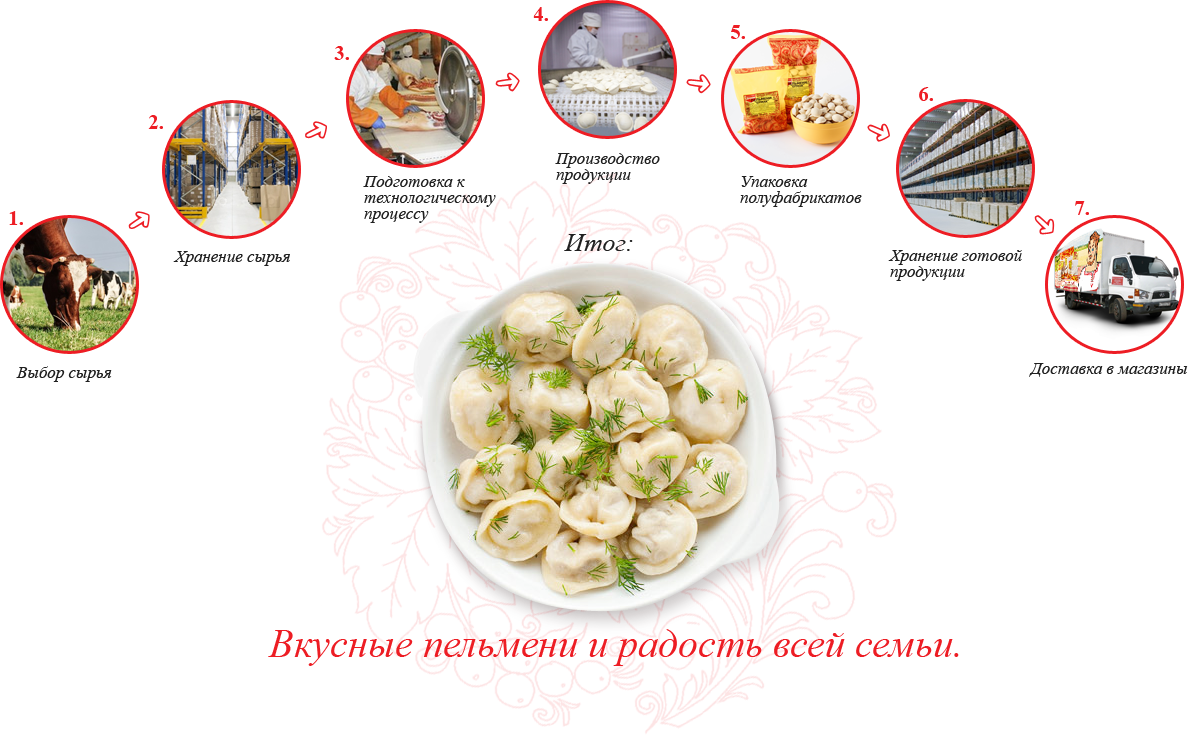 1.
Выбор сырья
2.
Хранение сырья
3.
Подготовка к
технологическому
процессу
4.
Производство
продукции
5.
Упаковка
полуфабрикатов
6.
Хранение готовой
продукции
7.
Доставка в магазины
Итог:
Вкусные пельмени и радость всей семьи.